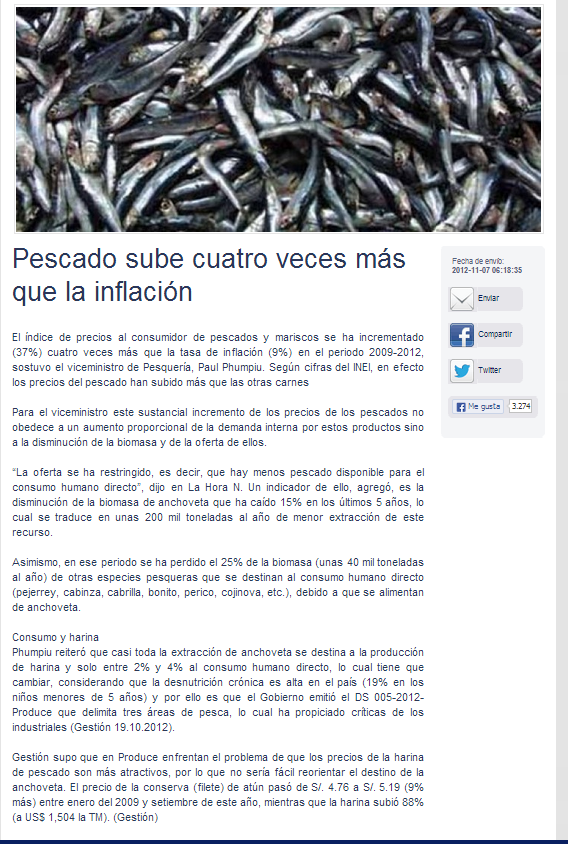 Pescado sube cuatro veces más
que la inflación
Fecha de envío:
2012-11-07 06:18:35
Enviar
Compartir
Twitter
Me gusta 3.274
El índice de precios al consumidor de pescados y mariscos se ha incrementado
(37%) cuatro veces más que la tasa de inflación (9%) en el periodo 2009-2012,
sostuvo el viceministro de Pesquería, Paul Phumpiu. Según cifras del INEI, en efecto
los precios del pescado han subido más que las otras carnes
Para el viceministro este sustancial incremento de los precios de los pescados no
obedece a un aumento proporcional de la demanda interna por estos productos sino
a la disminución de la biomasa y de la oferta de ellos.
“La oferta se ha restringido, es decir, que hay menos pescado disponible para el
consumo humano directo”, dijo en La Hora N. Un indicador de ello, agregó, es la
disminución de la biomasa de anchoveta que ha caído 15% en los últimos 5 años, lo
cual se traduce en unas 200 mil toneladas al año de menor extracción de este
recurso.
Asimismo, en ese periodo se ha perdido el 25% de la biomasa (unas 40 mil toneladas
al año) de otras especies pesqueras que se destinan al consumo humano directo
(pejerrey, cabinza, cabrilla, bonito, perico, cojinova, etc.), debido a que se alimentan
de anchoveta.
Consumo y harina
Phumpiu reiteró que casi toda la extracción de anchoveta se destina a la producción
de harina y solo entre 2% y 4% al consumo humano directo, lo cual tiene que
cambiar, considerando que la desnutrición crónica es alta en el país (19% en los
niños menores de 5 años) y por ello es que el Gobierno emitió el DS 005-2012-
Produce que delimita tres áreas de pesca, lo cual ha propiciado críticas de los
industriales (Gestión 19.10.2012).
Gestión supo que en Produce enfrentan el problema de que los precios de la harina
de pescado son más atractivos, por lo que no sería fácil reorientar el destino de la
anchoveta. El precio de la conserva (filete) de atún pasó de S/. 4.76 a S/. 5.19 (9%
más) entre enero del 2009 y setiembre de este año, mientras que la harina subió 88%
(a US$ 1,504 la TM). (Gestión)